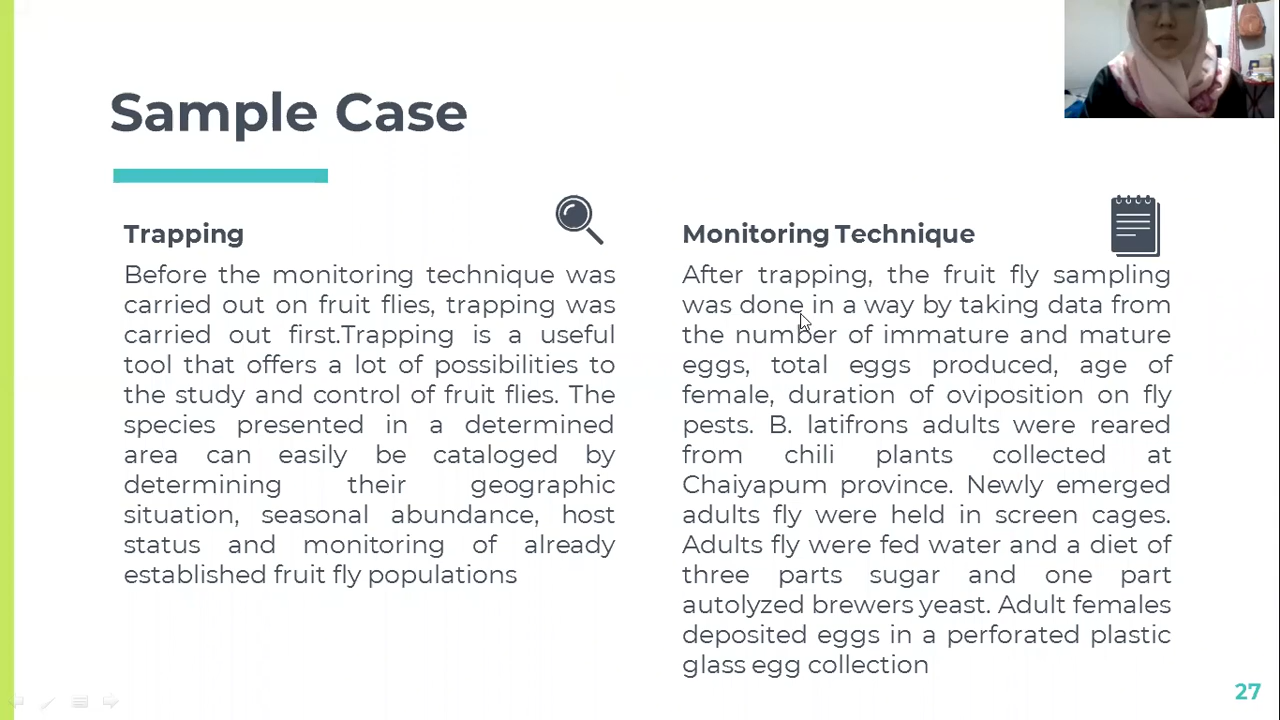 Sample Case
Trapping
Before the monitoring technique was
carried out on fruit flies, trapping was
carried out first.Trapping is a useful
tool that offers a lot of possibilities to
the study and control of fruit flies. The
species presented in a determined
area can easily be cataloged by
determining their geographic
situation, seasonal abundance, host
status and monitoring of already
established fruit fly populations
Monitoring Technique
After trapping, the fruit fly sampling
was done in a way by taking data from
the number of immature and mature
eggs, total eggs produced, age of
female, duration of oviposition on fly
pests. B. latifrons adults were reared
from chili plants collected at
Chaiyapum province. Newly emerged
adults fly were held in screen cages.
Adults fly were fed water and a diet of
three parts sugar and one part
autolyzed brewers yeast. Adult females
deposited eggs in a perforated plastic
glass egg collection
27